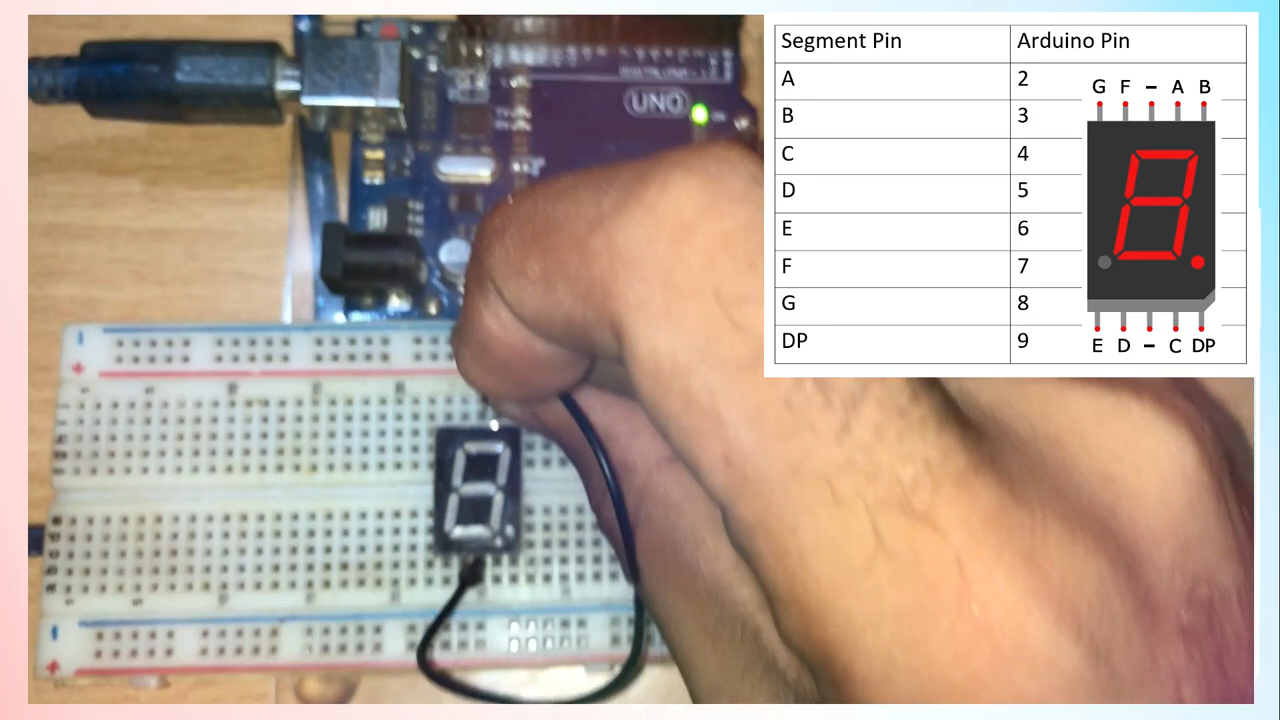 Segment Pin Arduino Pin
A 2
B 3
C 4
D 5
E 6
F 7
G 8
DP 9
G F - A B
E D - C DP
UNO
ON